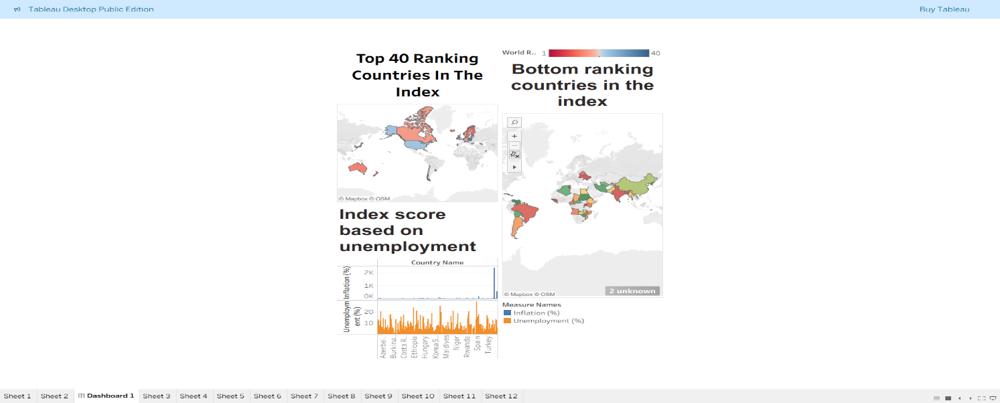 Tableau Desktop Public Edition
Buy Tableau
Top 40 Ranking
Countries In The
Index
World R.. 1 40
Bottom ranking
countries in the
index
© Mapbox © OSM
Index score
based on
unemployment
2 unknown
© Mapbox © OSM
Country Name
Inflation (%)
2K
1K
0K
Unemploym
ent (%)
20
10
Azerbai..
Burkina..
Costa R..
Ethiopia
Hungary
Korea S..
Maldives
Niger
Rwanda
Spain
Turkey
Measure Names
Inflation (%)
Unemployment (%)
Sheet 1 Sheet 2 Dashboard 1 Sheet 3 Sheet 4 Sheet 5 Sheet 6 Sheet 7 Sheet 8 Sheet 9 Sheet 10 Sheet 11 Sheet 12